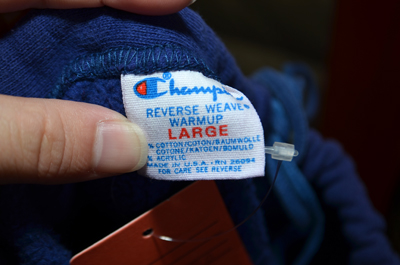 Champ
REVERSE WEAVE
WARMUP
LARGE
% COTTON/COTON/BAUMWOLLE
COTONE/KATOEN/BOMULD
% ACRYLIC
MADE IN U.S.A. - RN 26094
FOR CARE SEE REVERSE